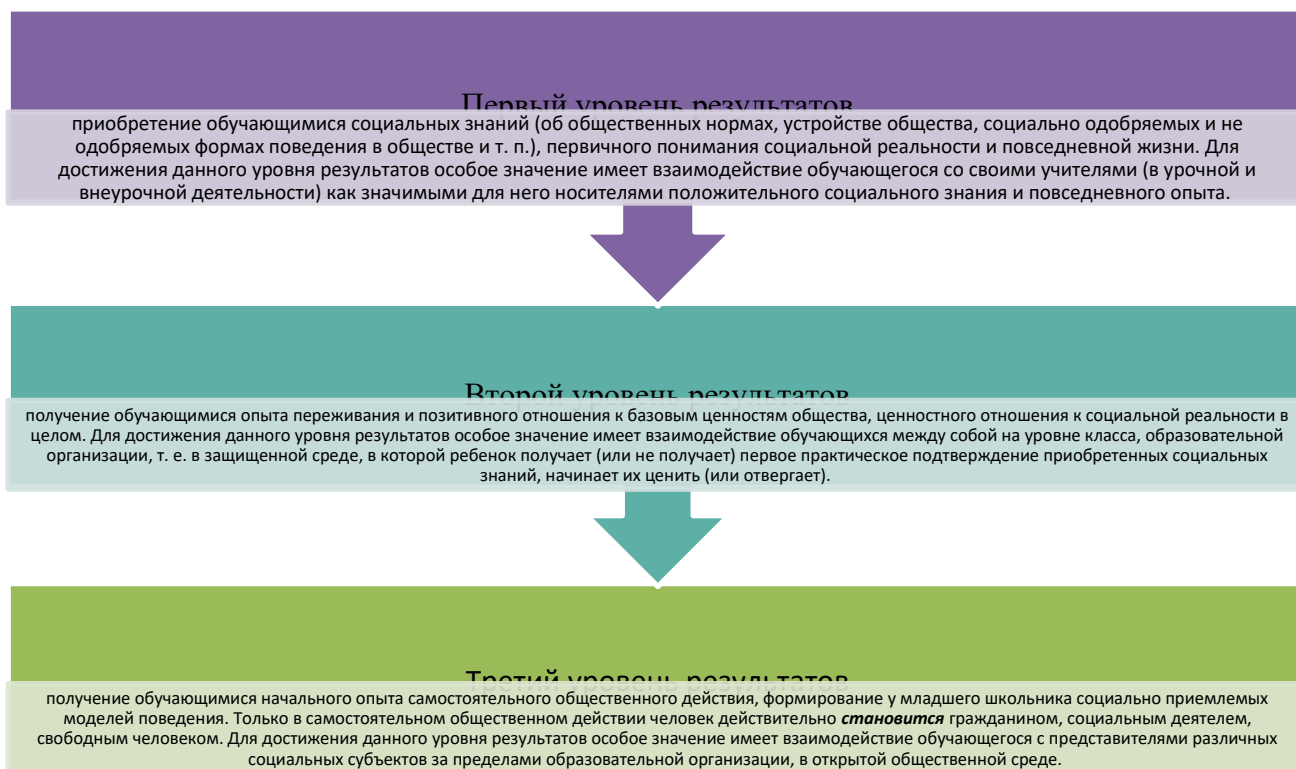 Первый уровень результатов
приобретение обучающимися социальных знаний (об общественных нормах, устройстве общества, социально одобряемых и не
одобряемых формах поведения в обществе и т. п.), первичного понимания социальной реальности и повседневной жизни. Для
достижения данного уровня результатов особое значение имеет взаимодействие обучающегося со своими учителями (в урочной и
внеурочной деятельности) как значимыми для него носителями положительного социального знания и повседневного опыта.
Второй уровень результатов
получение обучающимися опыта переживания и позитивного отношения к базовым ценностям общества, ценностного отношения к социальной реальности в
целом. Для достижения данного уровня результатов особое значение имеет взаимодействие обучающихся между собой на уровне класса, образовательной
организации, т. е. в защищенной среде, в которой ребенок получает (или не получает) первое практическое подтверждение приобретенных социальных
знаний, начинает их ценить (или отвергает).
Третий уровень результатов
получение обучающимися начального опыта самостоятельного общественного действия, формирование у младшего школьника социально приемлемых
моделей поведения. Только в самостоятельном общественном действии человек действительно становится гражданином, социальным деятелем,
свободным человеком. Для достижения данного уровня результатов особое значение имеет взаимодействие обучающегося с представителями различных
социальных субъектов за пределами образовательной организации, в открытой общественной среде.